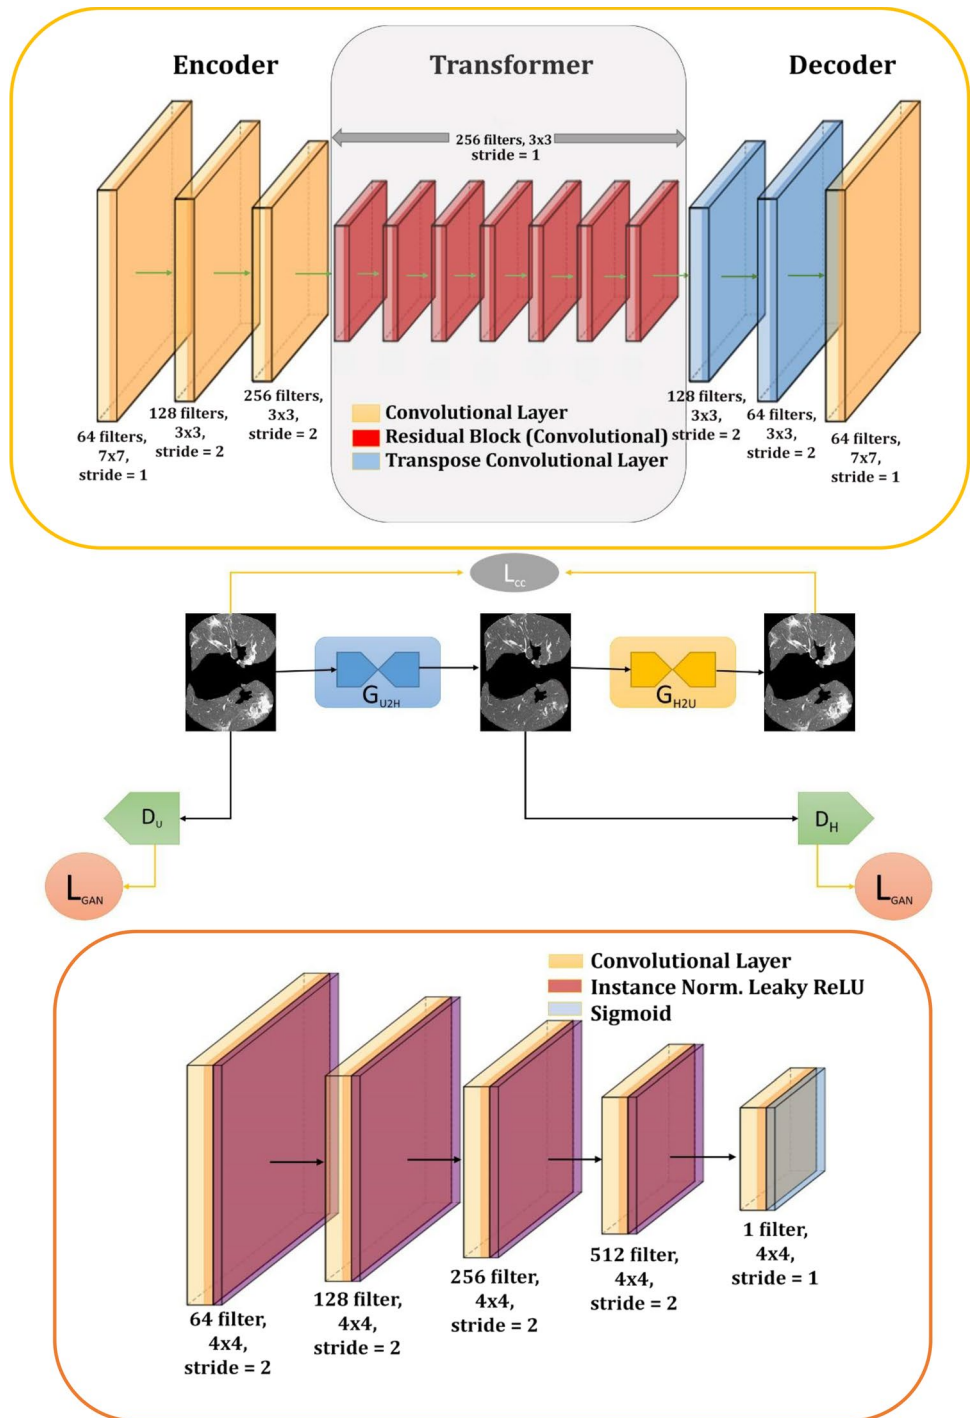 Encoder
Transformer
Decoder
256 filters, 3x3
stride = 1
64 filters,
7x7,
stride = 1
128 filters,
3x3,
stride = 2
256 filters,
3x3,
stride = 2
Convolutional Layer
Residual Block (Convolutional)
Transpose Convolutional Layer
128 filters,
3x3,
stride = 2
64 filters,
3x3,
stride = 2
64 filters,
7x7,
stride = 1
Lcc
GU2H
GH2U
DU
DH
LGAN
LGAN
Convolutional Layer
Instance Norm. Leaky ReLU
Sigmoid
64 filter,
4x4,
stride = 2
128 filter,
4x4,
stride = 2
256 filter,
4x4,
stride = 2
512 filter,
4x4,
stride = 2
1 filter,
4x4,
stride = 1